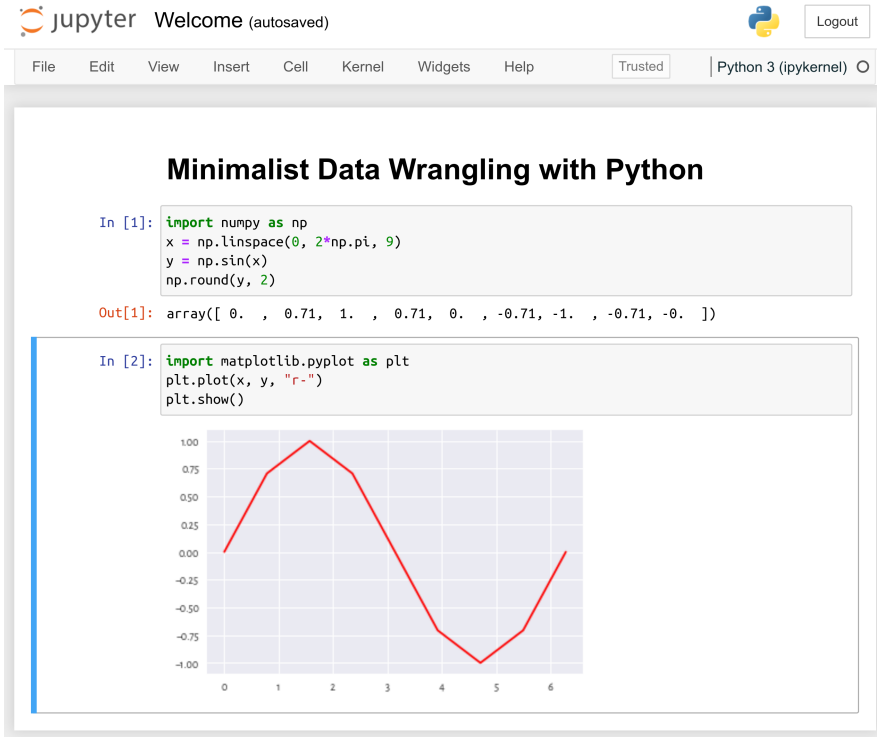 jupyter Welcome (autosaved)
Logout
File Edit View Insert Cell Kernel Widgets Help Trusted Python 3 (ipykernel)
Minimalist Data Wrangling with Python
In [1]: import numpy as np
x = np.linspace(0, 2*np.pi, 9)
y = np.sin(x)
np.round(y, 2)
Out[1]: array([ 0.  ,  0.71,  1.  ,  0.71,  0.  , -0.71, -1.  , -0.71, -0.  ])
In [2]: import matplotlib.pyplot as plt
plt.plot(x, y, "r-")
plt.show()
1.00
0.75
0.50
0.25
0.00
−0.25
−0.50
−0.75
−1.00
0 1 2 3 4 5 6